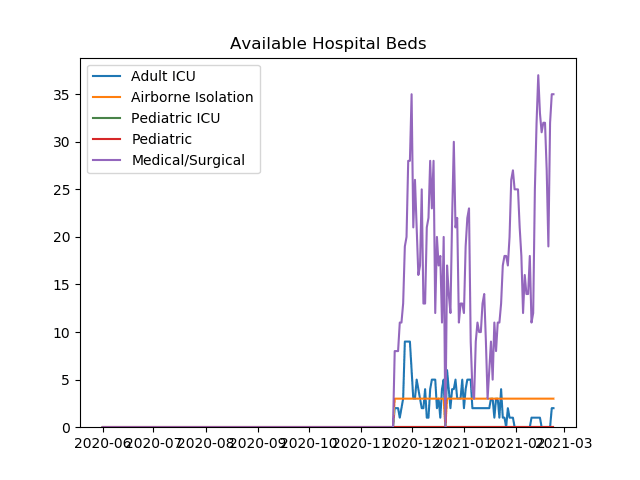 Available Hospital Beds
Adult ICU
Airborne Isolation
Pediatric ICU
Pediatric
Medical/Surgical
35
30
25
20
15
10
5
0
2020-06 2020-07 2020-08 2020-09 2020-10 2020-11 2020-12 2021-01 2021-02 2021-03